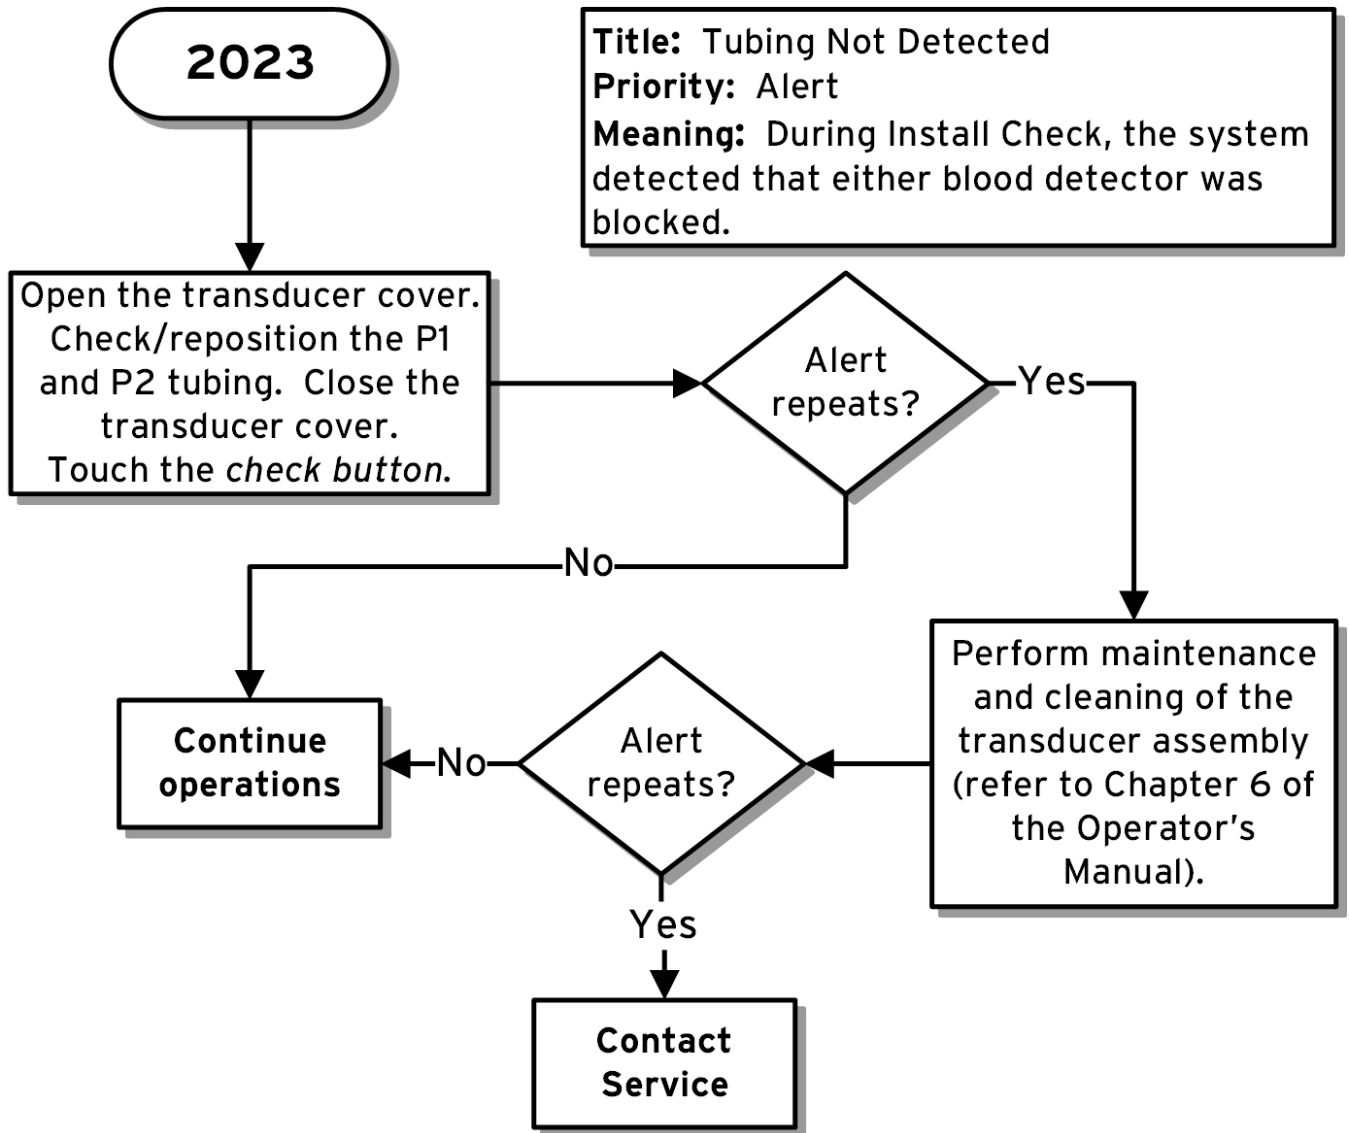 2023
Title: Tubing Not Detected
Priority: Alert
Meaning: During Install Check, the system
detected that either blood detector was
blocked.
Open the transducer cover.
Check/reposition the P1
and P2 tubing. Close the
transducer cover.
Touch the check button.
Alert
repeats?
Yes
No
Perform maintenance
and cleaning of the
transducer assembly
(refer to Chapter 6 of
the Operator's
Manual).
Alert
repeats?
No
Continue
operations
Yes
Contact
Service